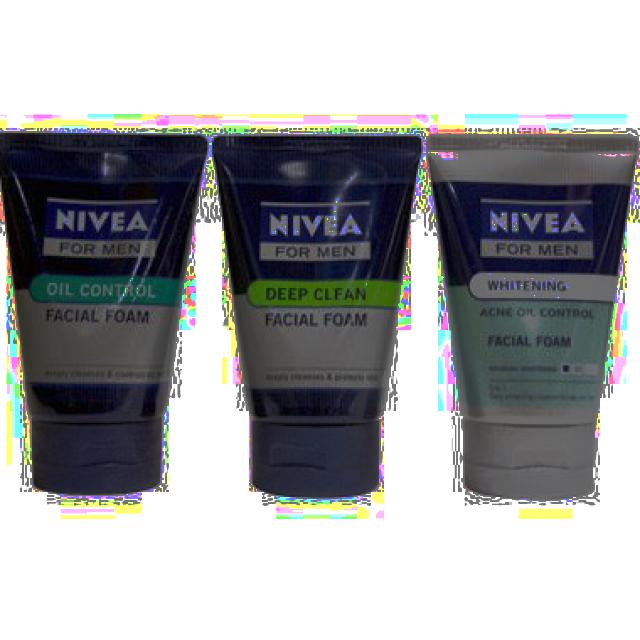 NIVEA
FOR MEN
OIL CONTROL
FACIAL FOAM
NIVEA
FOR MEN
DEEP CLEAN
FACIAL FOAM
NIVEA
FOR MEN
WHITENING
ACNE OIL CONTROL
FACIAL FOAM